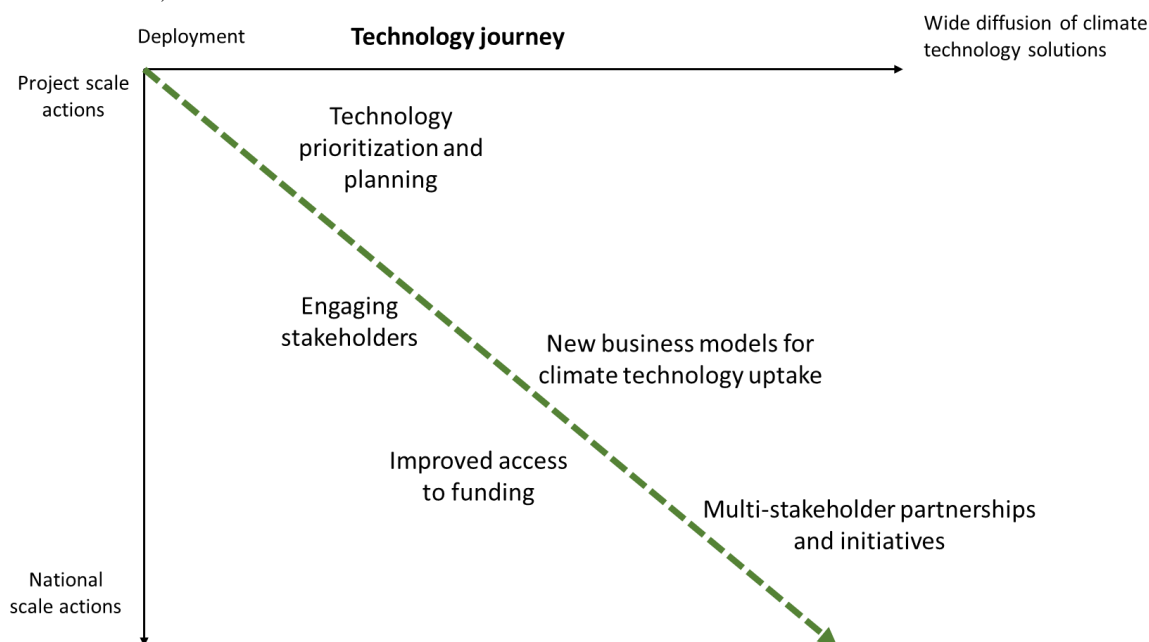 Deployment
Technology journey
Wide diffusion of climate
technology solutions
Project scale
actions
Technology
prioritization and
planning
Engaging
stakeholders
New business models for
climate technology uptake
Improved access
to funding
Multi-stakeholder partnerships
and initiatives
National
scale actions